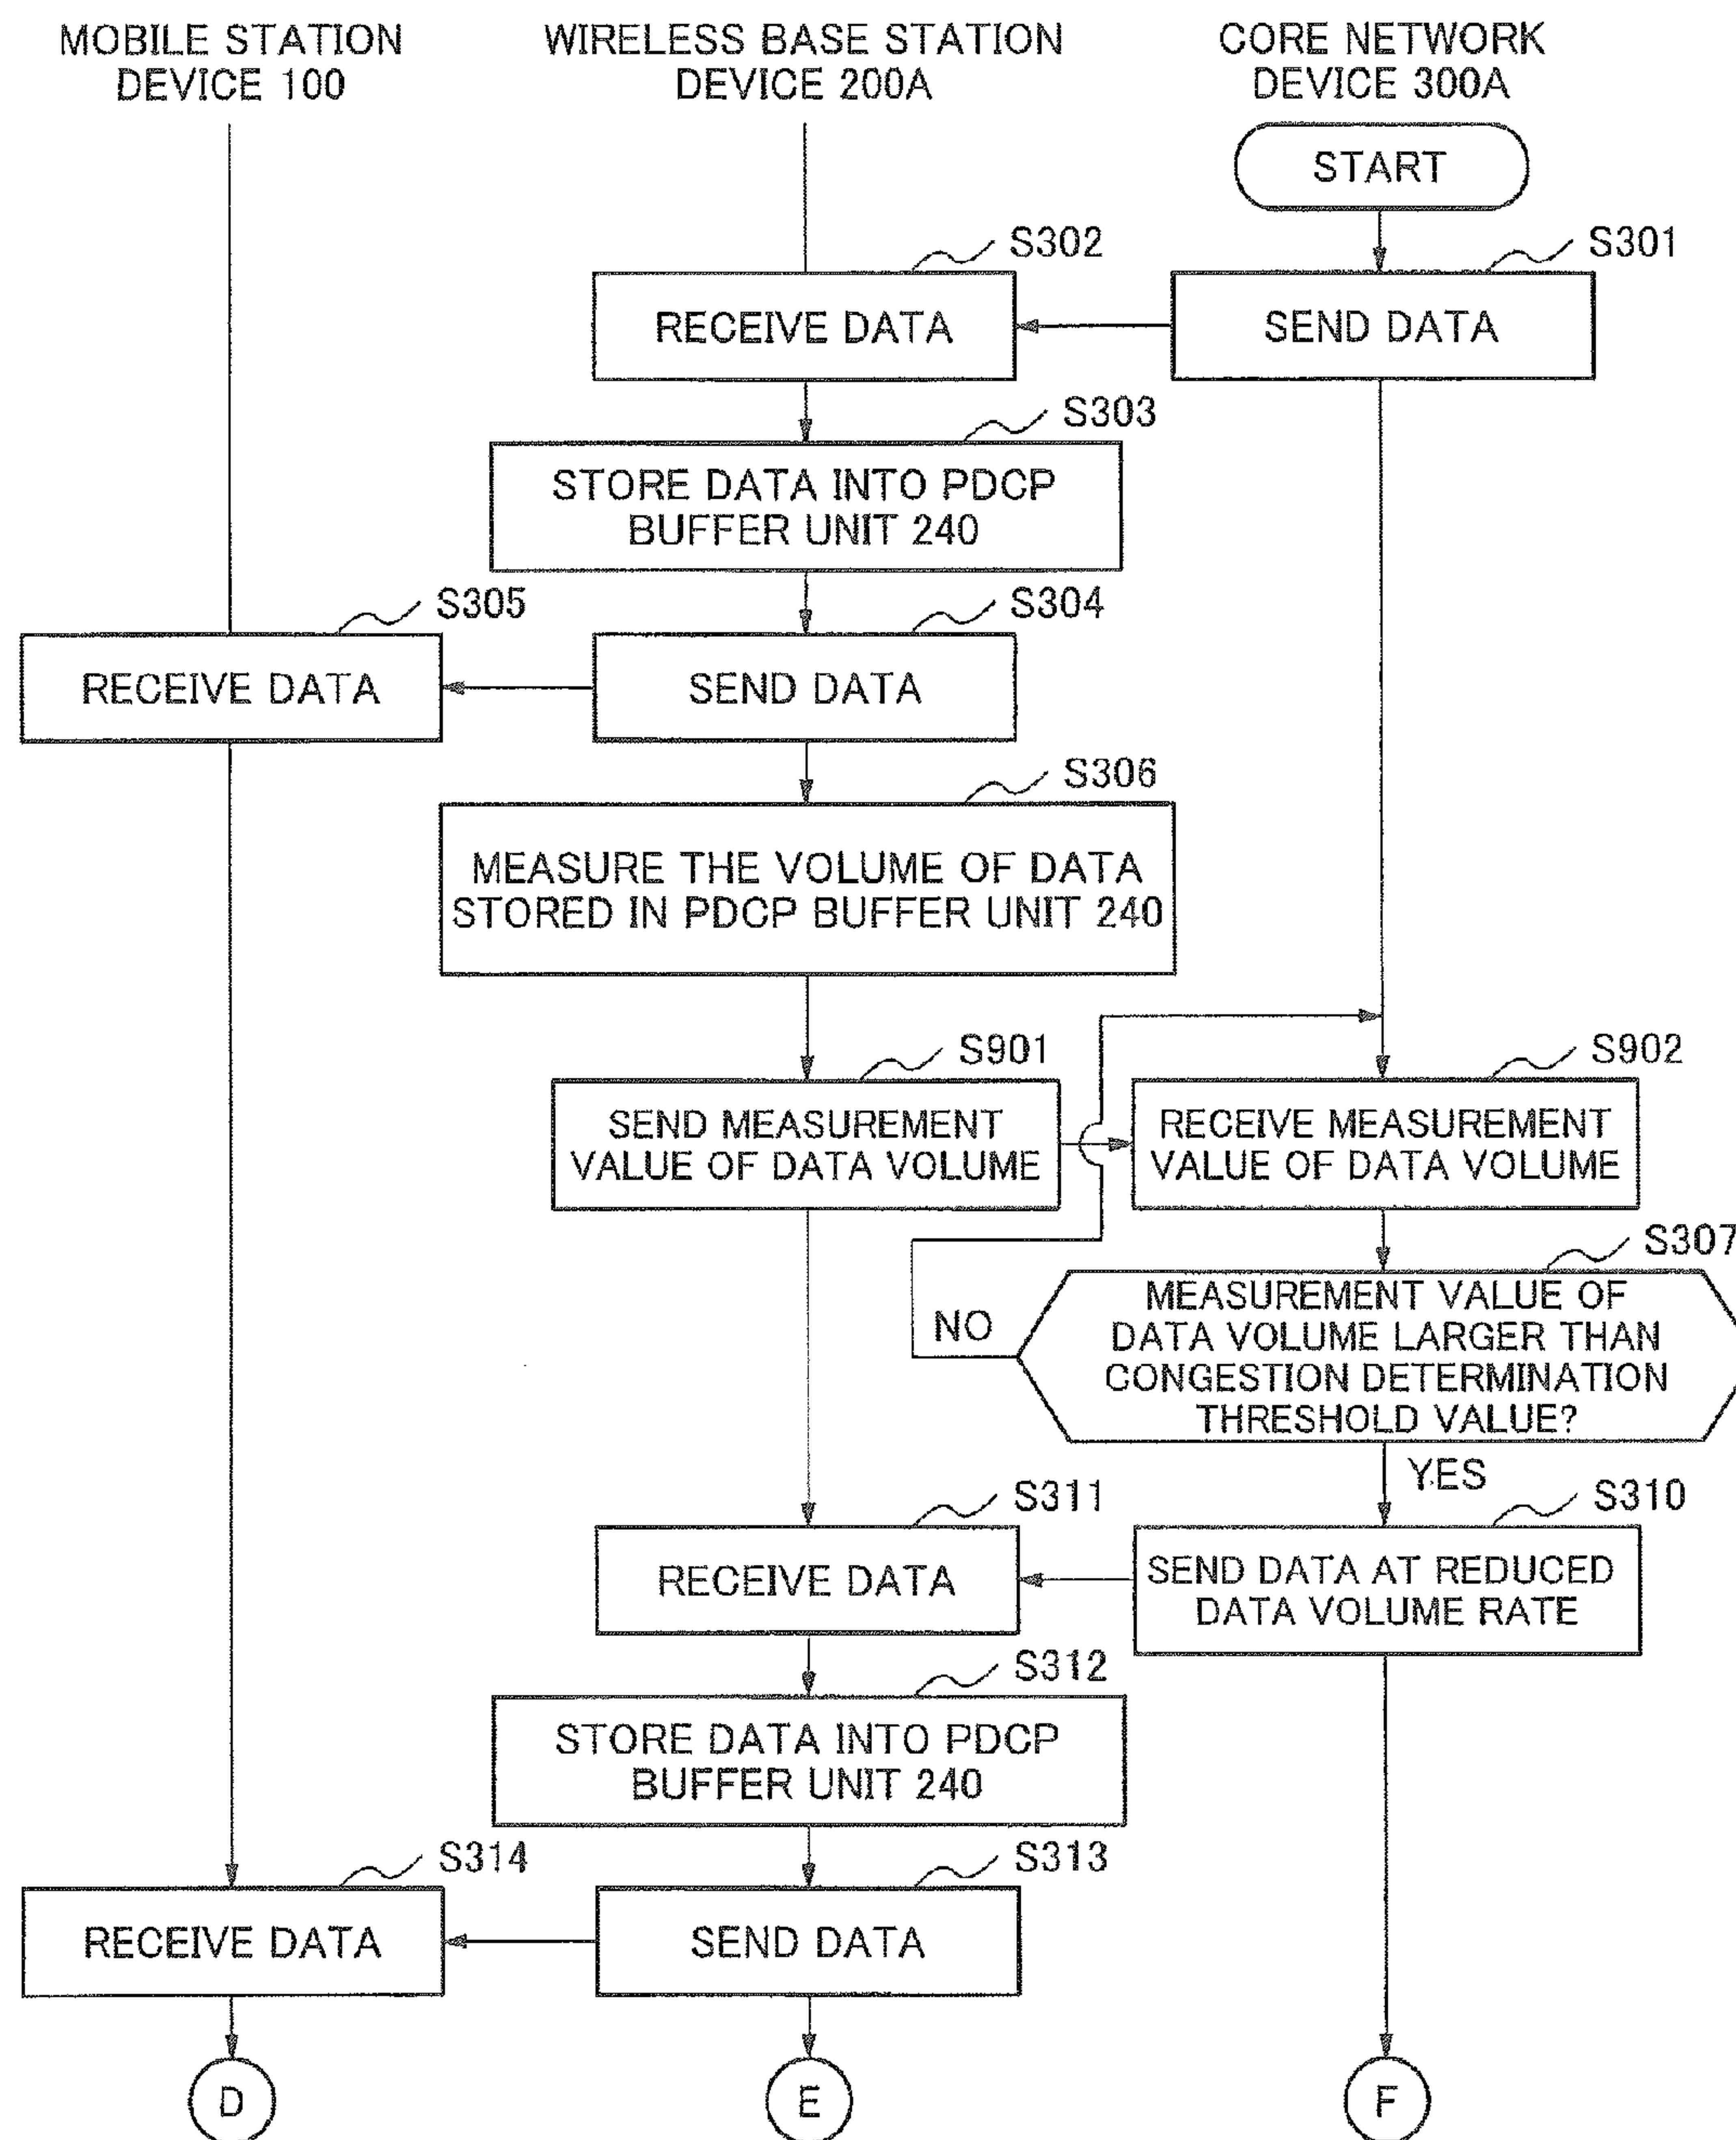 MOBILE STATION
DEVICE 100
WIRELESS BASE STATION
DEVICE 200A
CORE NETWORK
DEVICE 300A
START
S302
S301
RECEIVE DATA
SEND DATA
S303
STORE DATA INTO PDCP
BUFFER UNIT 240
S305
S304
RECEIVE DATA
SEND DATA
S306
MEASURE THE VOLUME OF DATA
STORED IN PDCP BUFFER UNIT 240
S901
S902
SEND MEASUREMENT
VALUE OF DATA VOLUME
RECEIVE MEASUREMENT
VALUE OF DATA VOLUME
S307
NO
MEASUREMENT VALUE OF
DATA VOLUME LARGER THAN
CONGESTION DETERMINATION
THRESHOLD VALUE?
YES
S311
S310
RECEIVE DATA
SEND DATA AT REDUCED
DATA VOLUME RATE
S312
STORE DATA INTO PDCP
BUFFER UNIT 240
S314
S313
RECEIVE DATA
SEND DATA
D
E
F